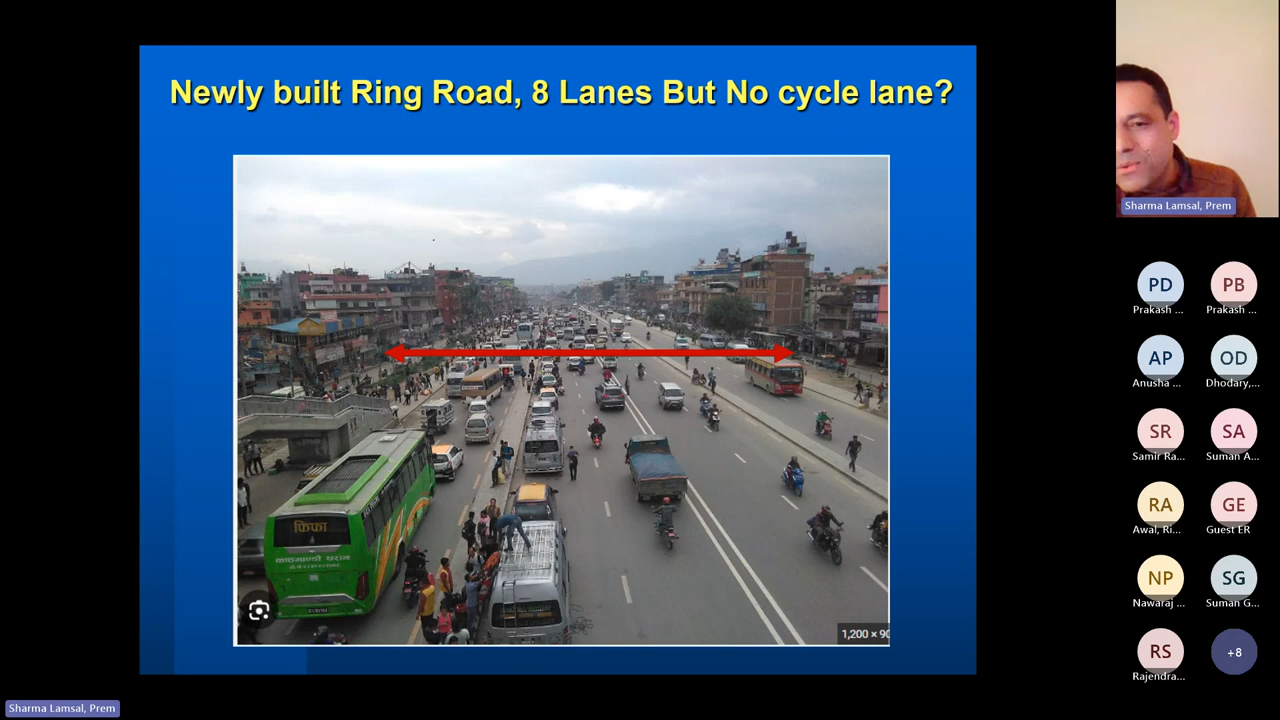 Newly built Ring Road, 8 Lanes But No cycle lane?
फिफा
1,200 × 90
Sharma Lamsal, Prem
PD
Prakash ...
PB
Prakash ...
AP
Anusha ...
OD
Dhodary,...
SR
Samir Ra...
SA
Suman A...
RA
Awal, Ri...
GE
Guest ER
NP
Nawaraj ...
SG
Suman G...
RS
Rajendra...
+8
Sharma Lamsal, Prem